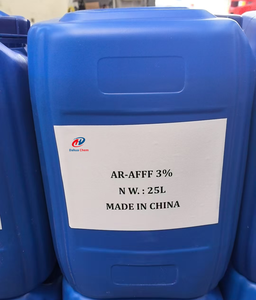 AR-AFFF 3%
N W. : 25L
MADE IN CHINA